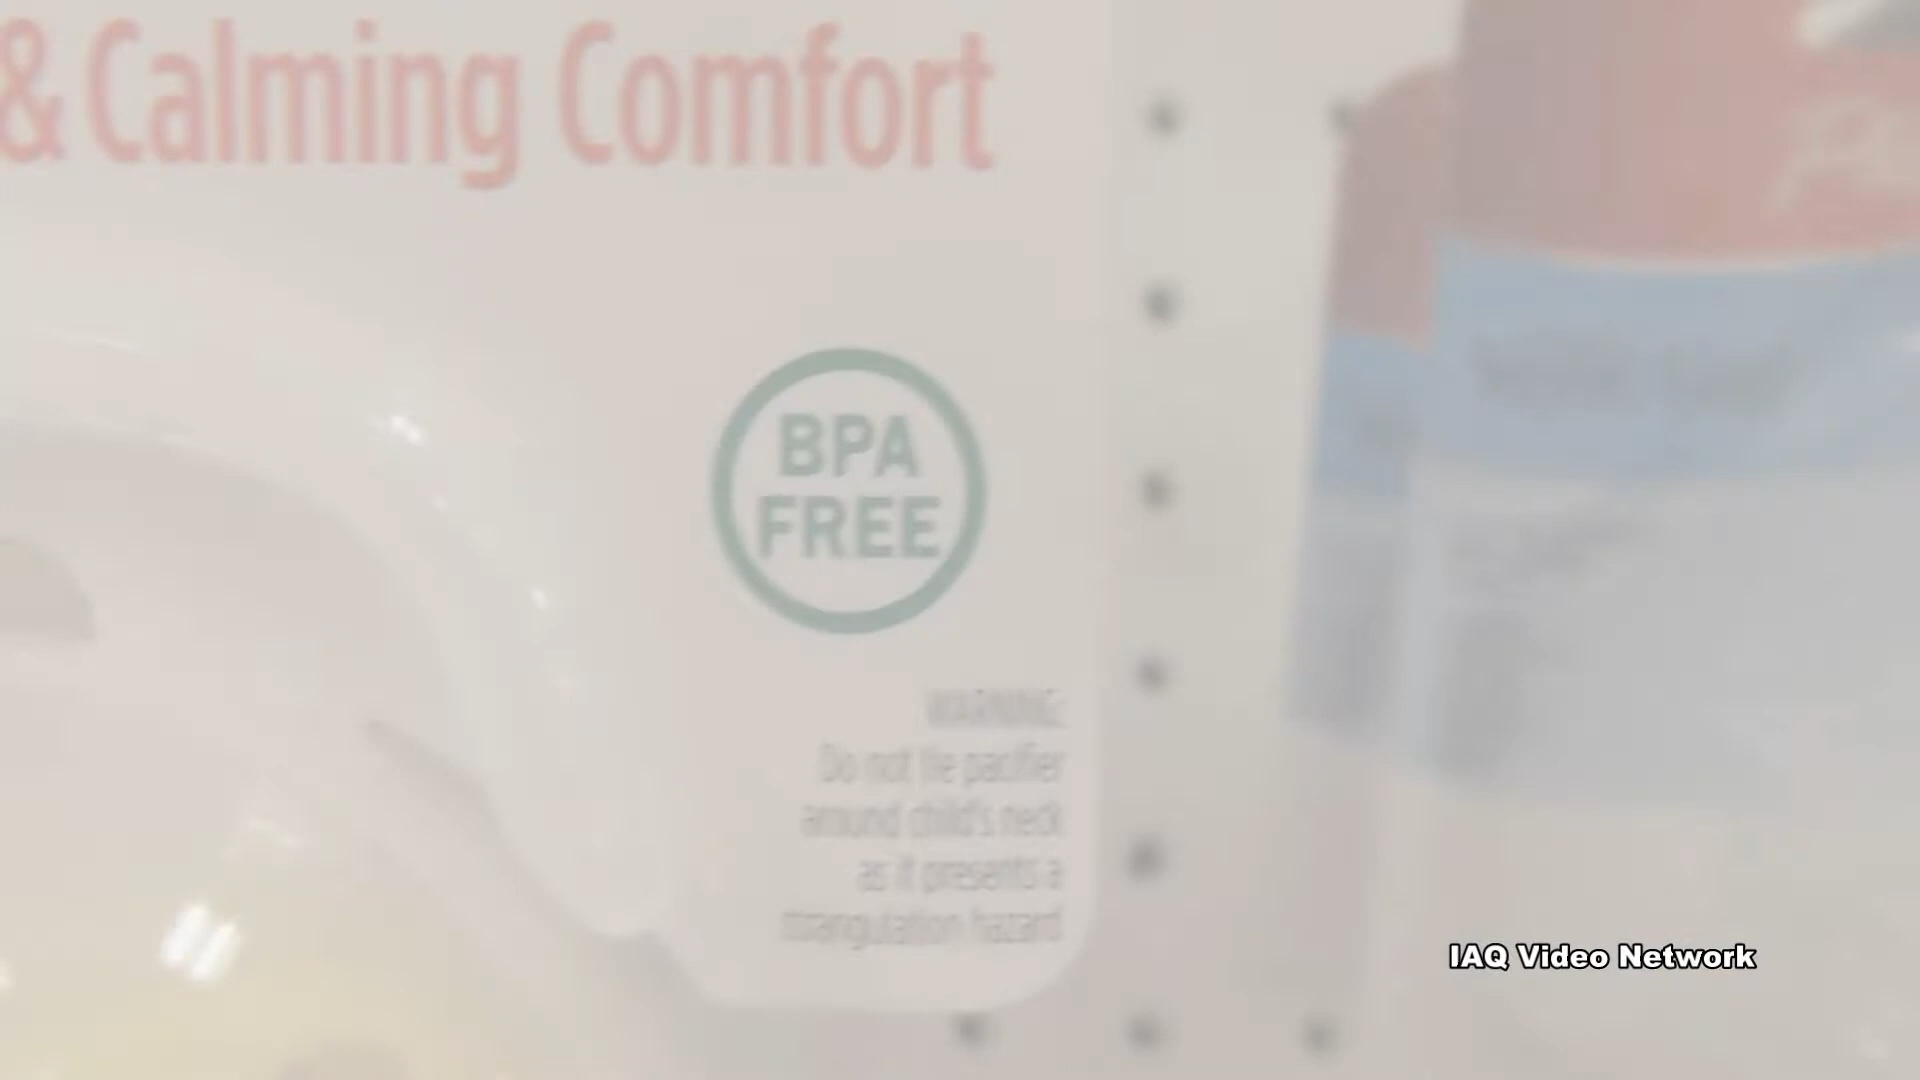 & Calming Comfort
BPA
FREE
WARNING:
Do not tie pacifier
around child's neck
as it presents a
strangulation hazard
IAQ Video Network